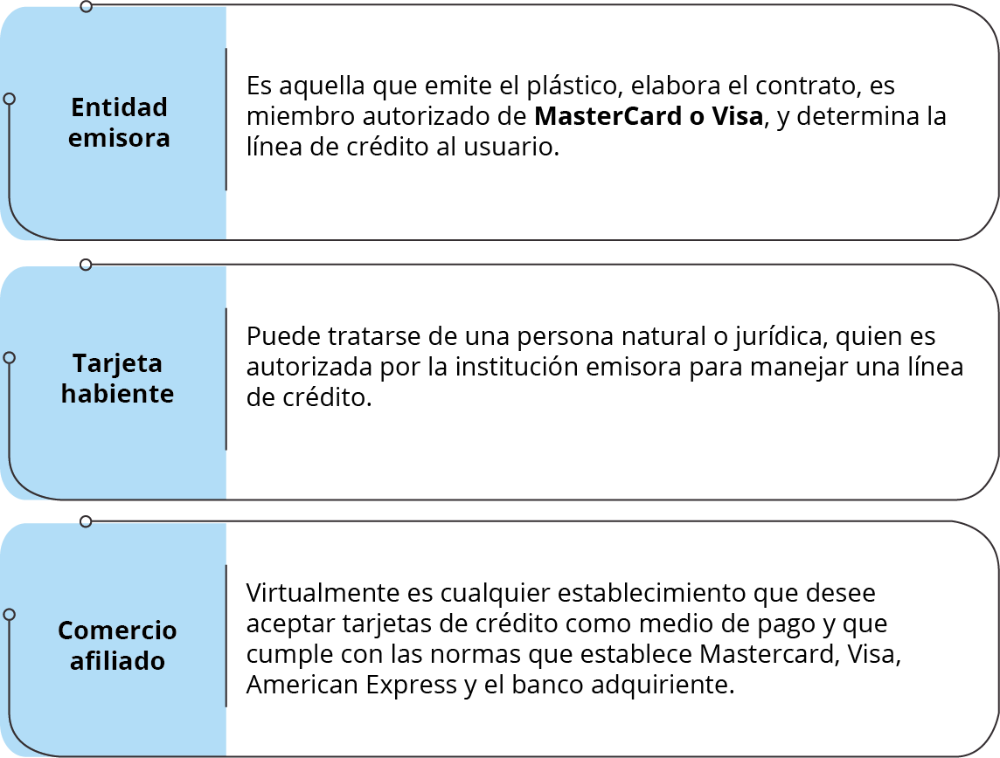 Entidad
emisora
Es aquella que emite el plástico, elabora el contrato, es
miembro autorizado de MasterCard o Visa, y determina la
línea de crédito al usuario.
Tarjeta
habiente
Puede tratarse de una persona natural o jurídica, quien es
autorizada por la institución emisora para manejar una línea
de crédito.
Comercio
afiliado
Virtualmente es cualquier establecimiento que desee
aceptar tarjetas de crédito como medio de pago y que
cumple con las normas que establece Mastercard, Visa,
American Express y el banco adquiriente.